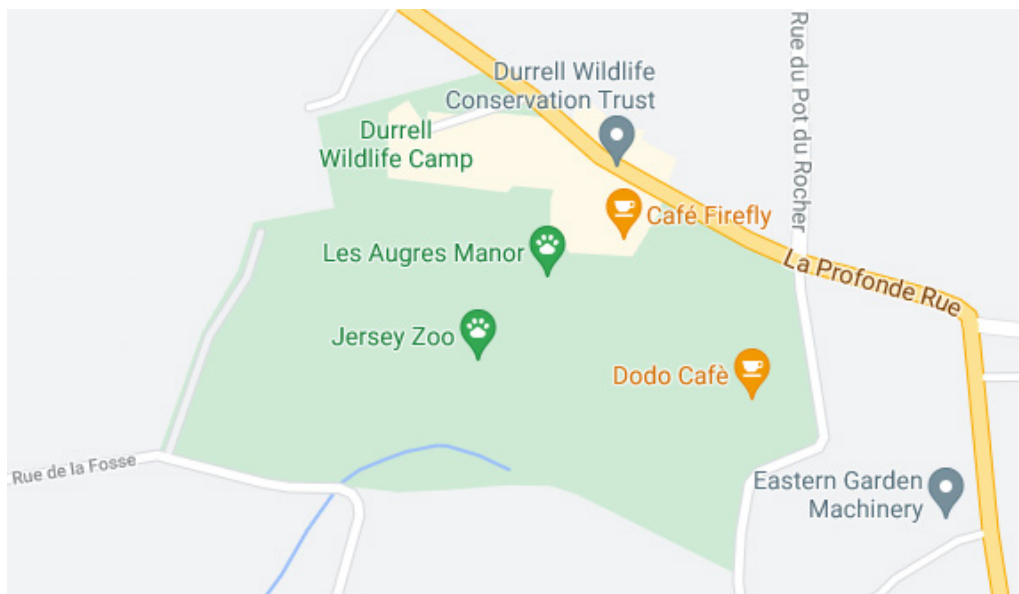 Durrell Wildlife
Conservation Trust
Rue du Pot du Rocher
Durrell
Wildlife Camp
Café Firefly
Les Augres Manor
La Profonde Rue
Jersey Zoo
Dodo Cafè
Rue de la Fosse
Eastern Garden
Machinery